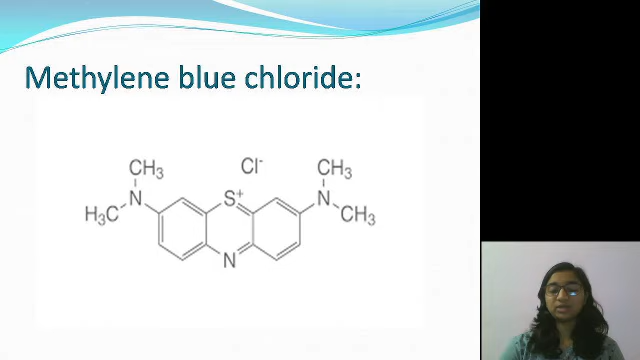 Methylene blue chloride:
CH₃ Cl⁻ CH₃
N S⁺ N
H₃C CH₃
N